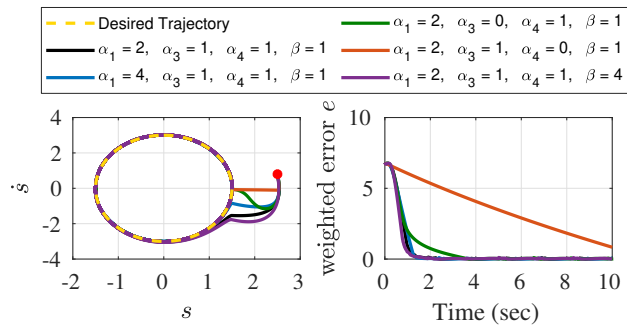 Desired Trajectory
α₁ = 2, α₃ = 1, α₄ = 1, β = 1
α₁ = 4, α₃ = 1, α₄ = 1, β = 1
α₁ = 2, α₃ = 0, α₄ = 1, β = 1
α₁ = 2, α₃ = 1, α₄ = 0, β = 1
α₁ = 2, α₃ = 1, α₄ = 1, β = 4
4
2
0
-2
-4
ṡ
-2 -1 0 1 2 3
s
10
5
0
weighted error e
0 2 4 6 8 10
Time (sec)